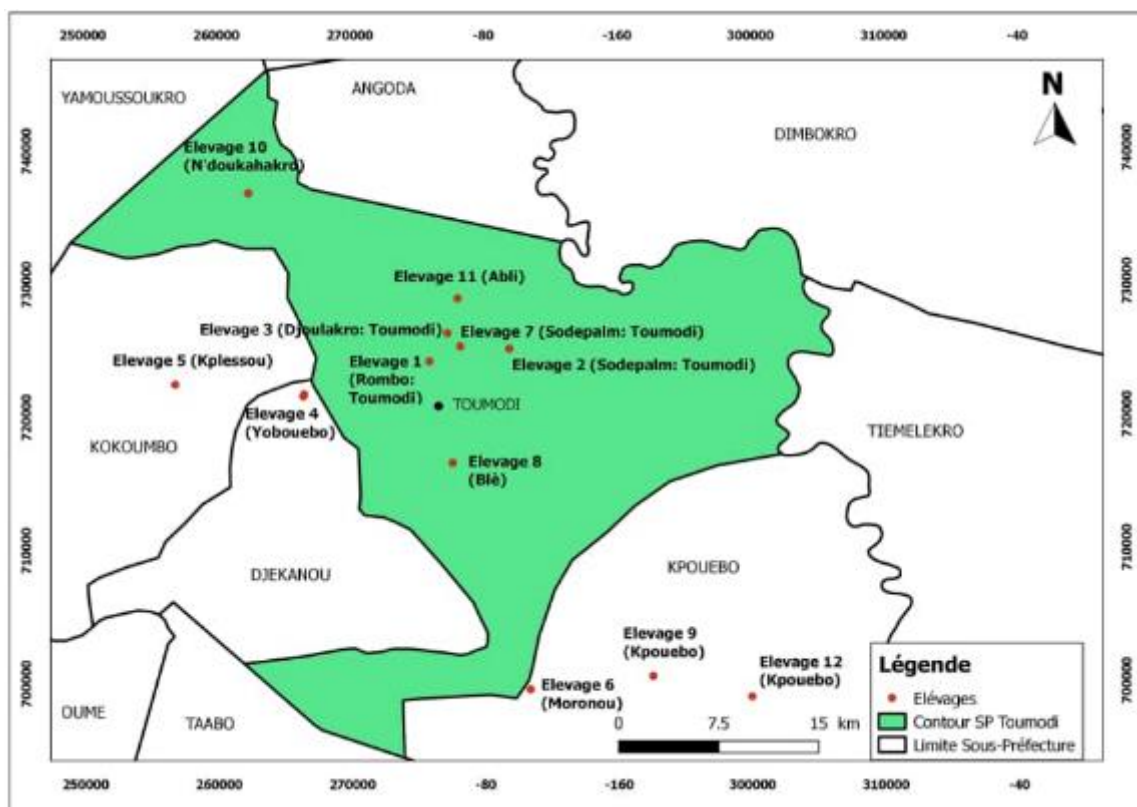 250000 260000 270000 -80 -160 300000 310000 -40
N
YAMOUSSOUKRO
ANGODA
DIMBOKRO
740000
740000
Elevage 10
(N'doukahakro)
730000
730000
Elevage 11 (Abli)
Elevage 3 (Djoulakro: Toumodi)
Elevage 7 (Sodepalm: Toumodi)
Elevage 5 (Kplessou)
Elevage 1
(Rombo:
Toumodi)
Elevage 2 (Sodepalm: Toumodi)
TOUMODI
720000
720000
Elevage 4
(Yobouebo)
KOKOUMBO
TIEMELEKRO
Elevage 8
(Blè)
710000
710000
DJEKANOU
KPOUEBO
Elevage 9
(Kpouebo)
Elevage 12
(Kpouebo)
Elevage 6
(Moronou)
700000
700000
OUME
TAABO
0 7.5 15 km
Légende
Elévages
Contour SP Toumodi
Limite Sous-Préfecture
250000 260000 270000 -80 -160 300000 310000 -40